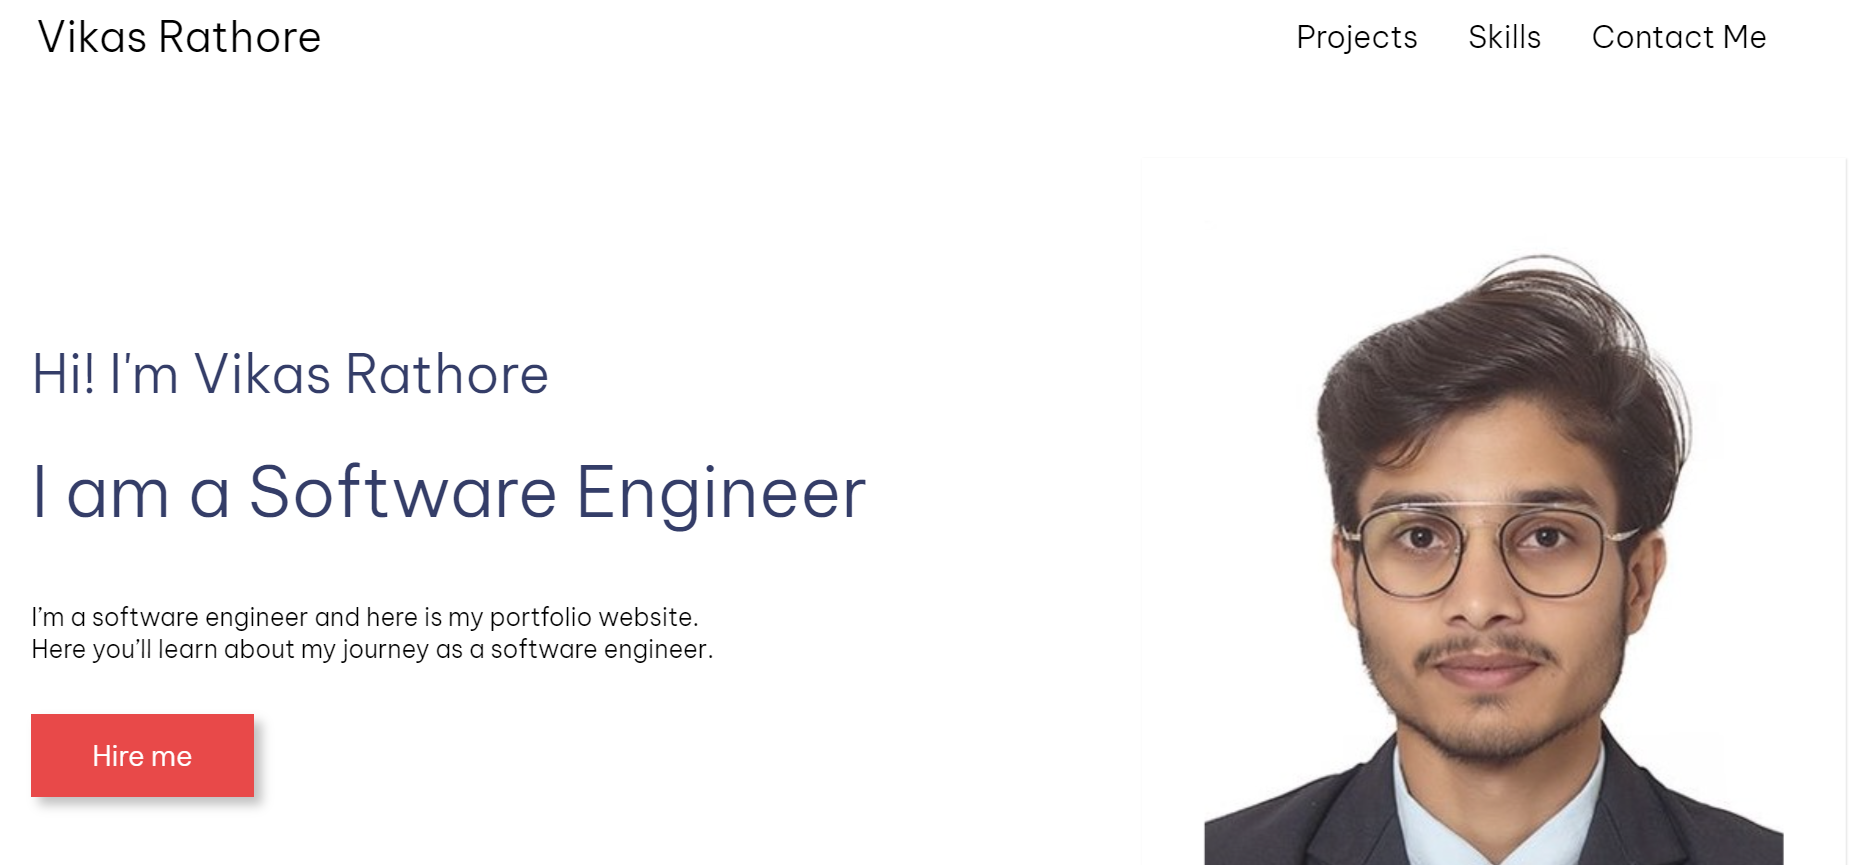 Vikas Rathore
Projects Skills Contact Me
Hi! I'm Vikas Rathore
I am a Software Engineer
I’m a software engineer and here is my portfolio website.
Here you’ll learn about my journey as a software engineer.
Hire me